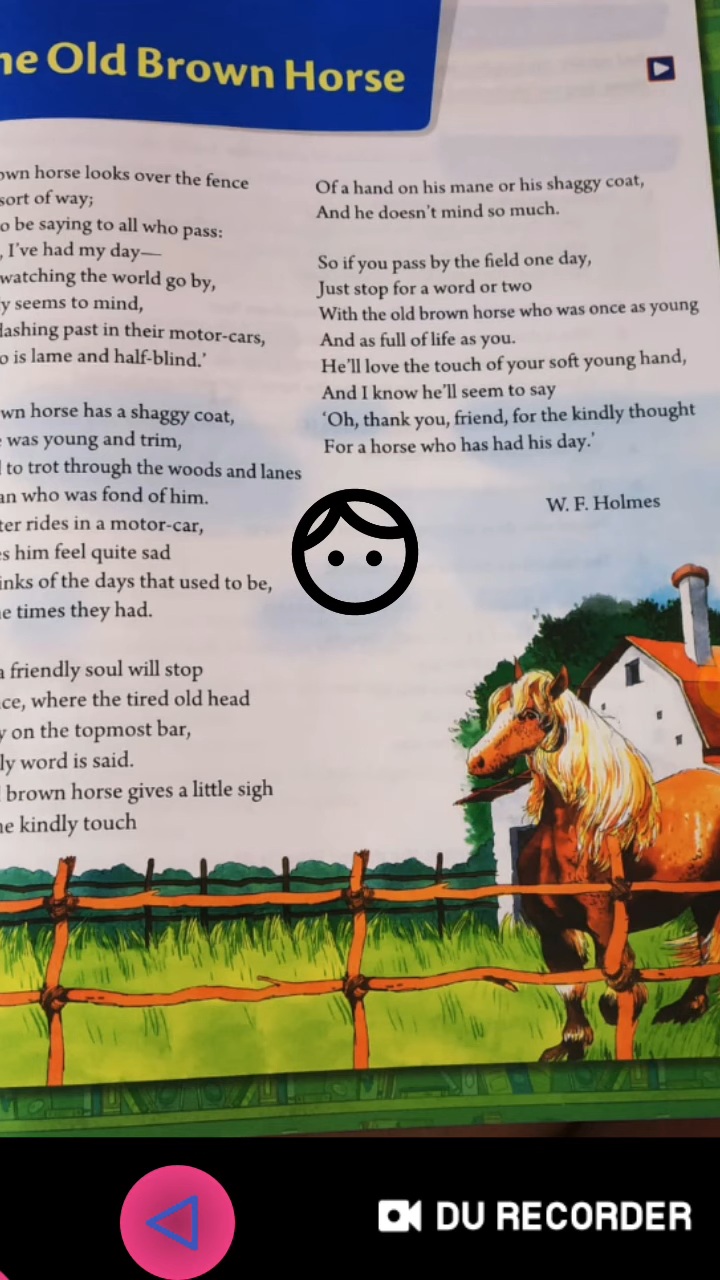 he Old Brown Horse
own horse looks over the fence
sort of way;
o be saying to all who pass:
, I've had my day—
watching the world go by,
y seems to mind,
dashing past in their motor-cars,
o is lame and half-blind.'
wn horse has a shaggy coat,
e was young and trim,
l to trot through the woods and lanes
an who was fond of him.
ter rides in a motor-car,
es him feel quite sad
inks of the days that used to be,
e times they had.
a friendly soul will stop
ce, where the tired old head
y on the topmost bar,
ly word is said.
l brown horse gives a little sigh
he kindly touch
Of a hand on his mane or his shaggy coat,
And he doesn't mind so much.
So if you pass by the field one day,
Just stop for a word or two
With the old brown horse who was once as young
And as full of life as you.
He'll love the touch of your soft young hand,
And I know he'll seem to say
'Oh, thank you, friend, for the kindly thought
For a horse who has had his day.'
W. F. Holmes
DU RECORDER